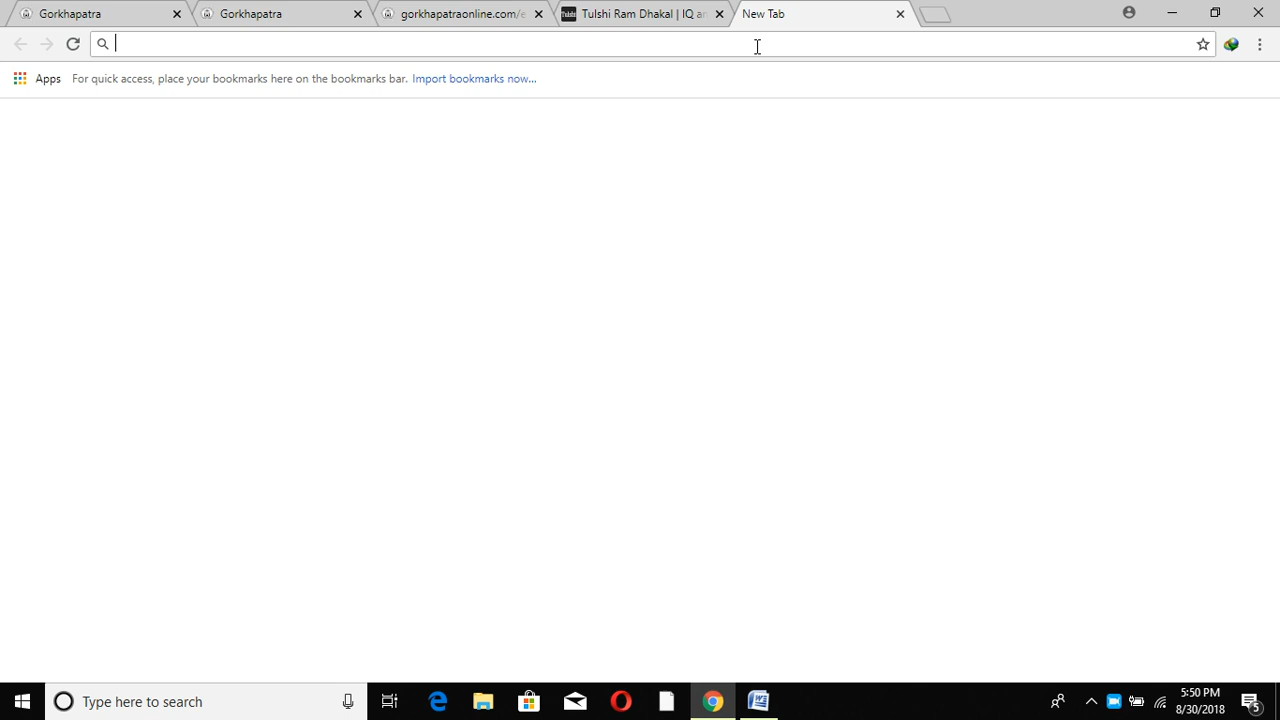 Gorkhapatra
Gorkhapatra
gorkhapatraonline.com/e
Tulshi Ram Dhakal | IQ ar
New Tab
Apps For quick access, place your bookmarks here on the bookmarks bar. Import bookmarks now...
Type here to search
5:50 PM
8/30/2018
5